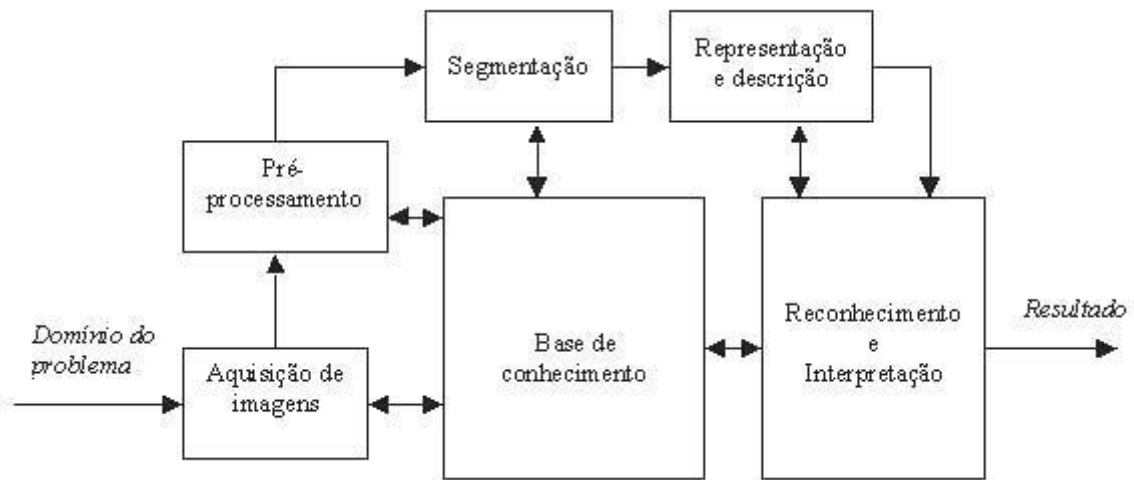 Segmentação
Representação
e descrição
Pré-
processamento
Domínio do
problema
Aquisição de
imagens
Base de
conhecimento
Reconhecimento
e
Interpretação
Resultado